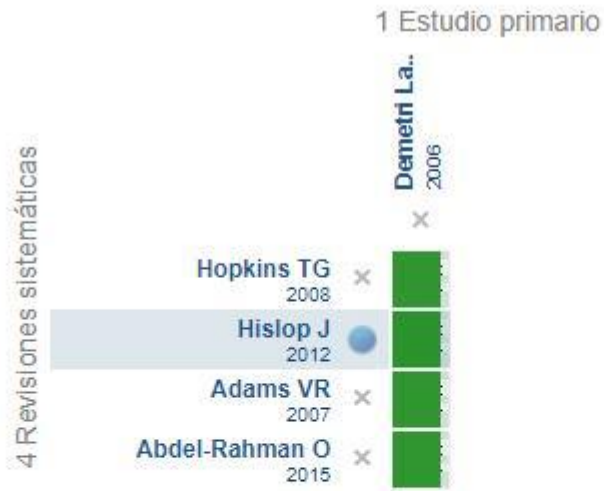 1 Estudio primario
Demetri La..
2006
4 Revisiones sistemáticas
Hopkins TG
2008
Hislop J
2012
Adams VR
2007
Abdel-Rahman O
2015